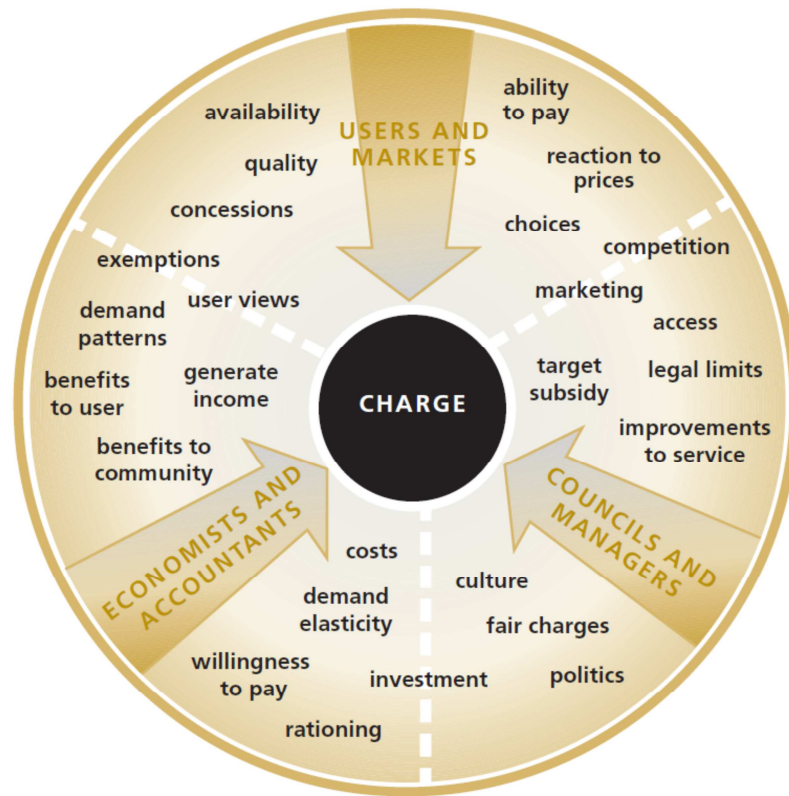 USERS AND
MARKETS
ability
to pay
reaction to
prices
choices
competition
marketing
access
target
subsidy
legal limits
improvements
to service
COUNCILS AND
MANAGERS
culture
fair charges
politics
investment
costs
demand
elasticity
willingness
to pay
rationing
ECONOMISTS AND
ACCOUNTANTS
benefits to
community
benefits
to user
generate
income
demand
patterns
user views
exemptions
concessions
quality
availability
CHARGE